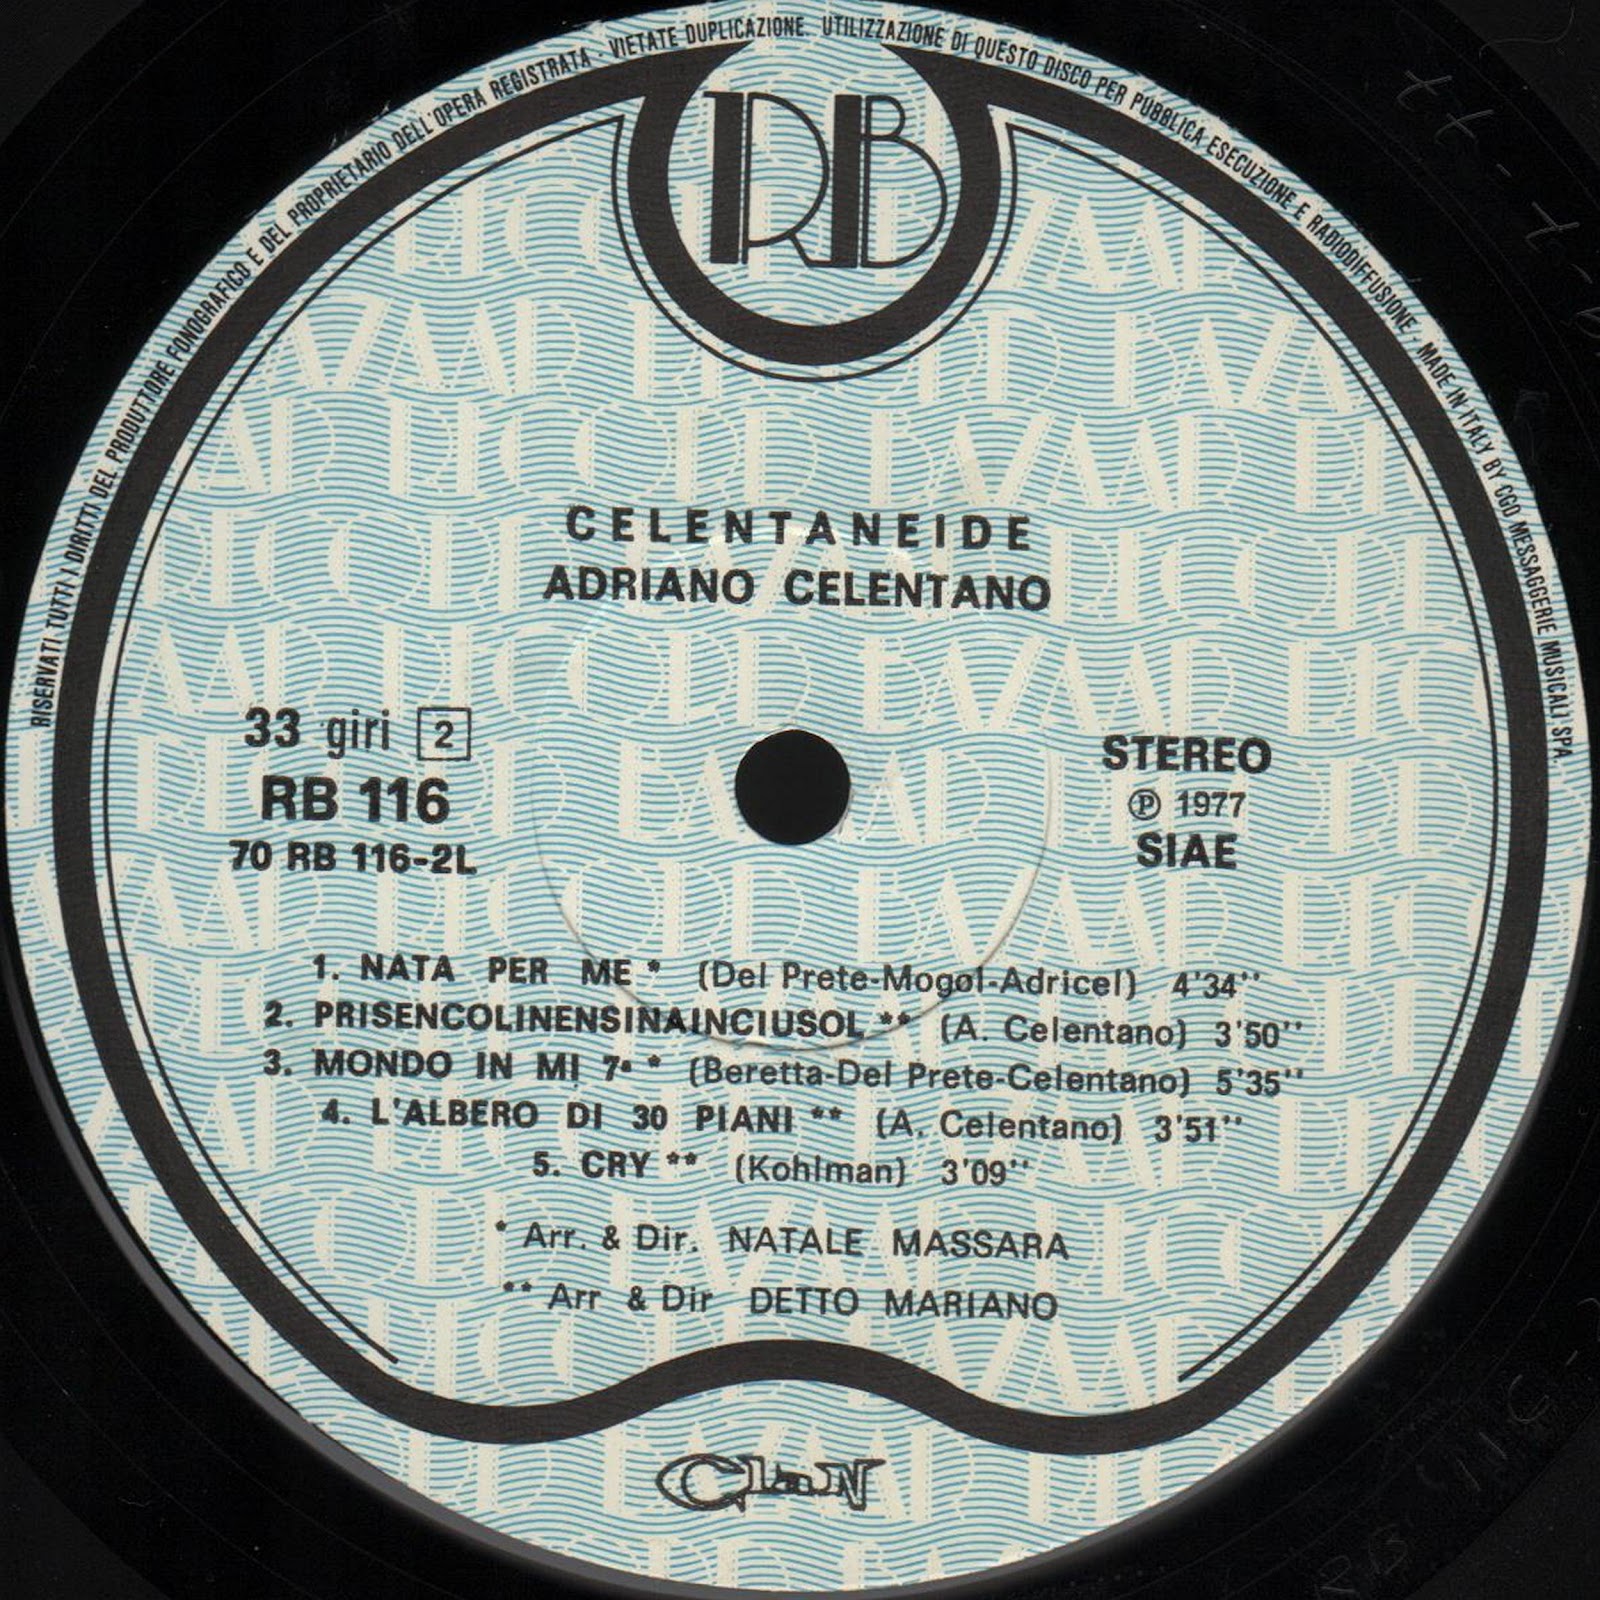 RISERVATI TUTTI I DIRITTI DEL PRODUTTORE FONOGRAFICO E DEL PROPRIETARIO DELL'OPERA REGISTRATA - VIETATE DUPLICAZIONE. UTILIZZAZIONE DI QUESTO DISCO PER PUBBLICA ESECUZIONE E RADIODIFFUSIONE. MADE IN ITALY BY CGD MESSAGGERIE MUSICALI SPA
RB
CELENTANEIDE
ADRIANO CELENTANO
33 giri 2
RB 116
70 RB 116-2L
STEREO
℗ 1977
SIAE
1. NATA PER ME * (Del Prete-Mogol-Adricel) 4'34''
2. PRISENCOLINENSINAINCIUSOL ** (A. Celentano) 3'50''
3. MONDO IN MI 7ª * (Beretta-Del Prete-Celentano) 5'35''
4. L'ALBERO DI 30 PIANI ** (A. Celentano) 3'51''
5. CRY ** (Kohlman) 3'09''
* Arr. & Dir. NATALE MASSARA
** Arr & Dir DETTO MARIANO
Clan